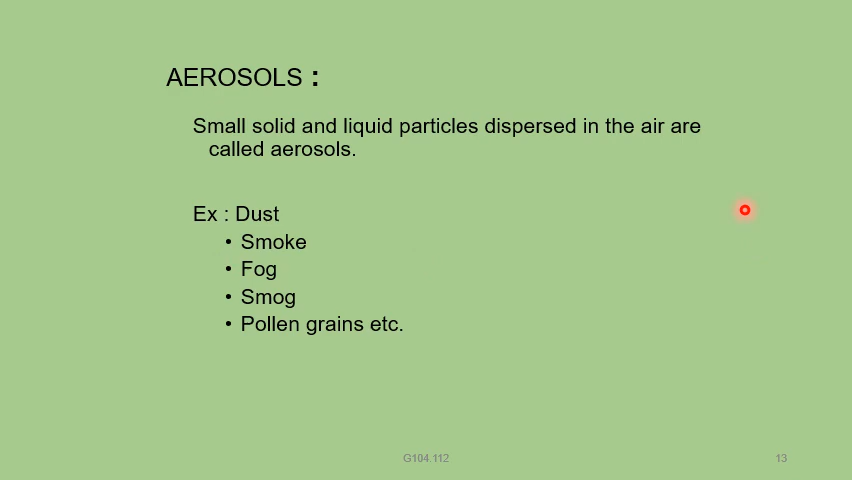 AEROSOLS :
Small solid and liquid particles dispersed in the air are
called aerosols.
Ex : Dust
• Smoke
• Fog
• Smog
• Pollen grains etc.
G104.112
13